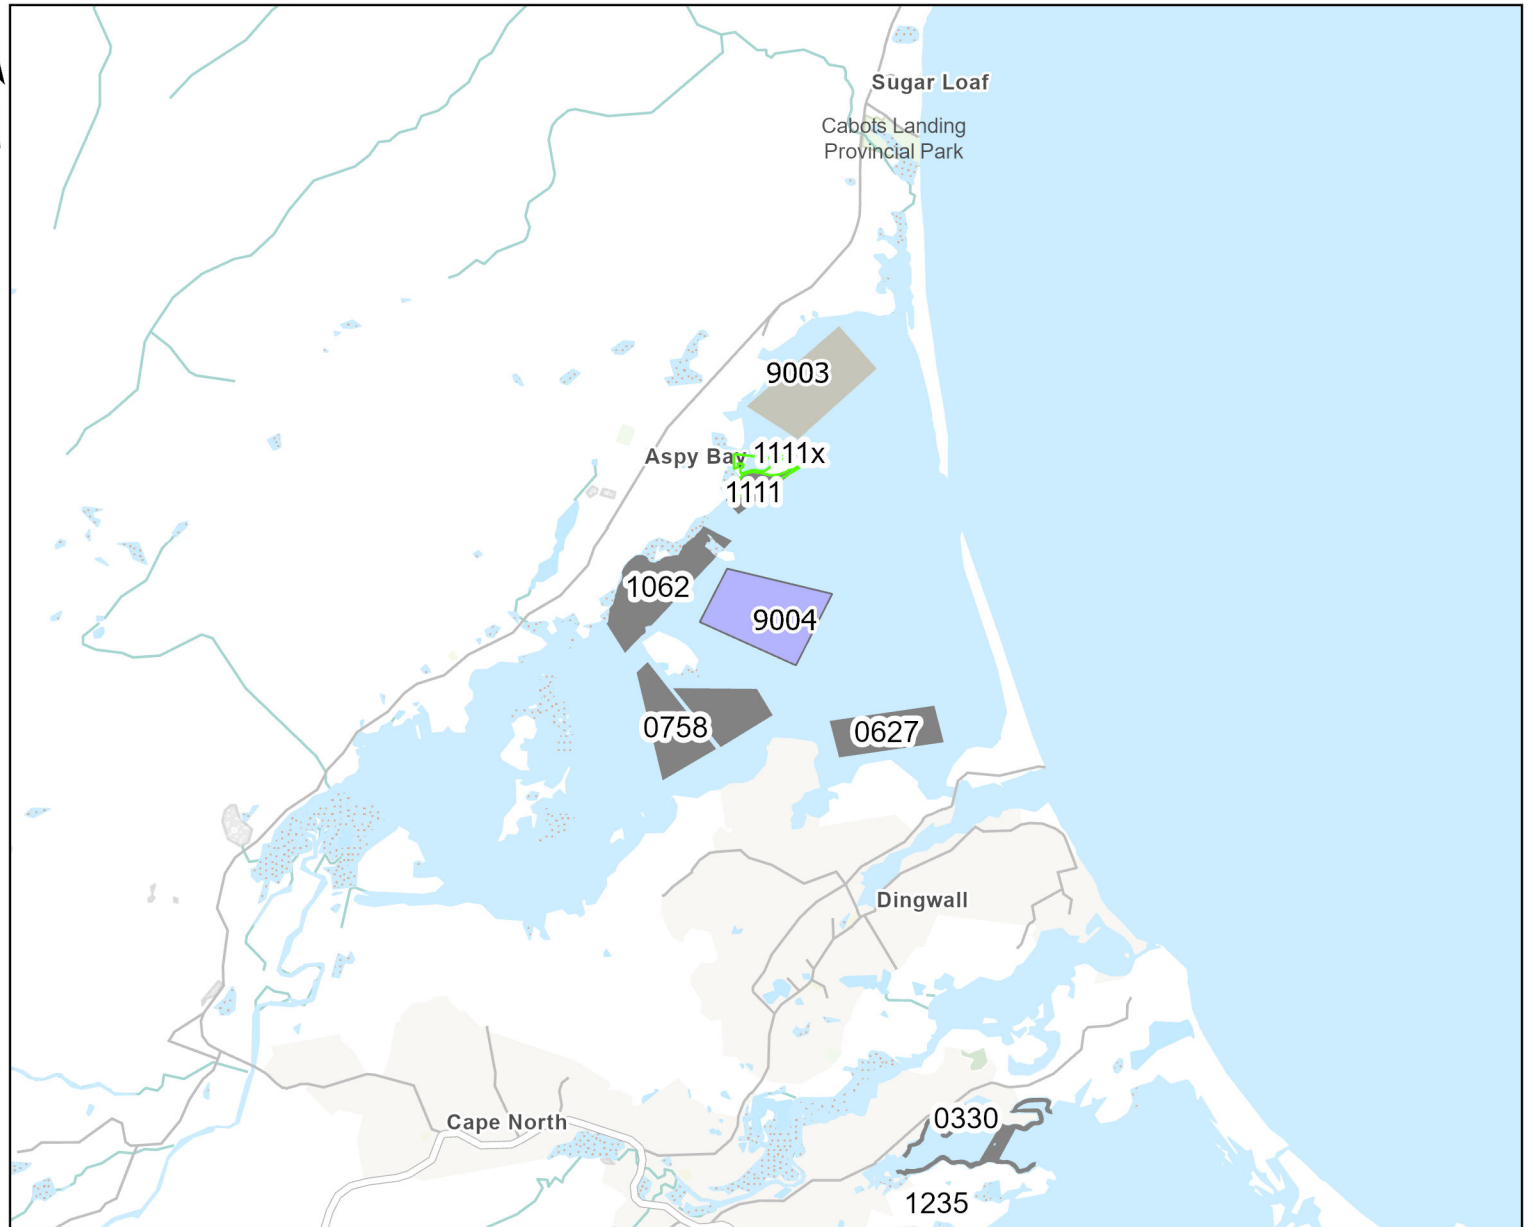 Sugar Loaf
Cabots Landing
Provincial Park
9003
Aspy Bay
1111x
1111
1062
9004
0758
0627
Dingwall
Cape North
0330
1235